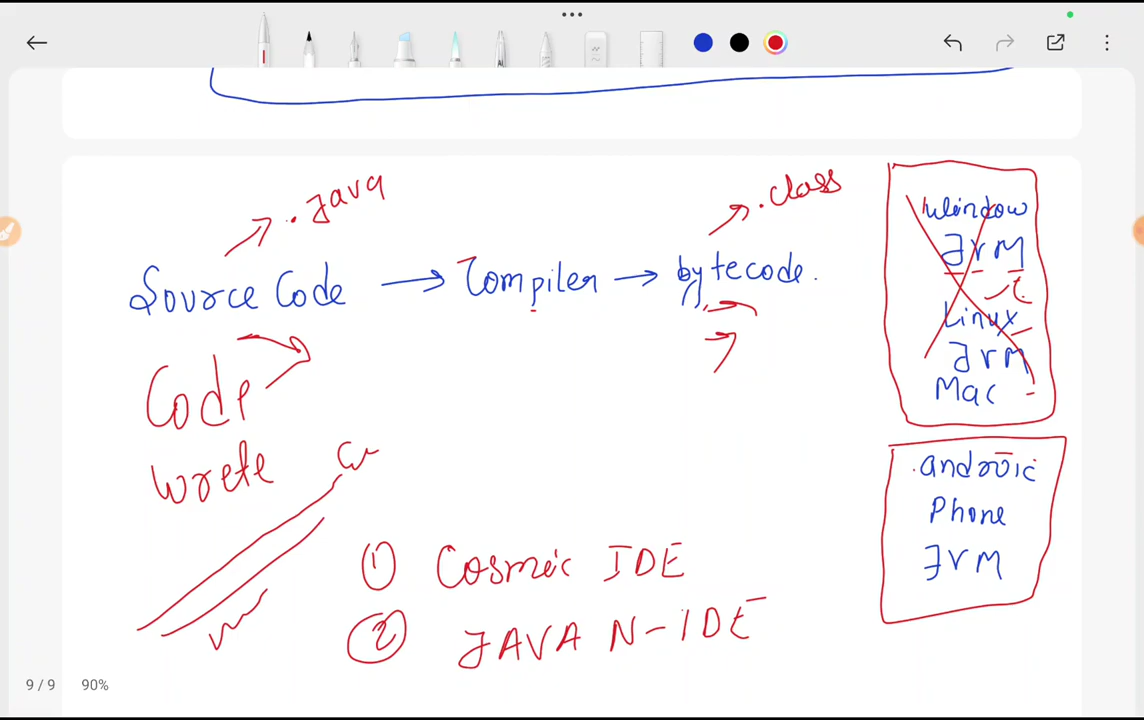 .Java
.class
Source Code → Compiler → bytecode.
Window
JVM
Linux
JVM
Mac
Code
wrete
android
Phone
JVM
① Cosmic IDE
② JAVA N-IDE
9 / 9 90%